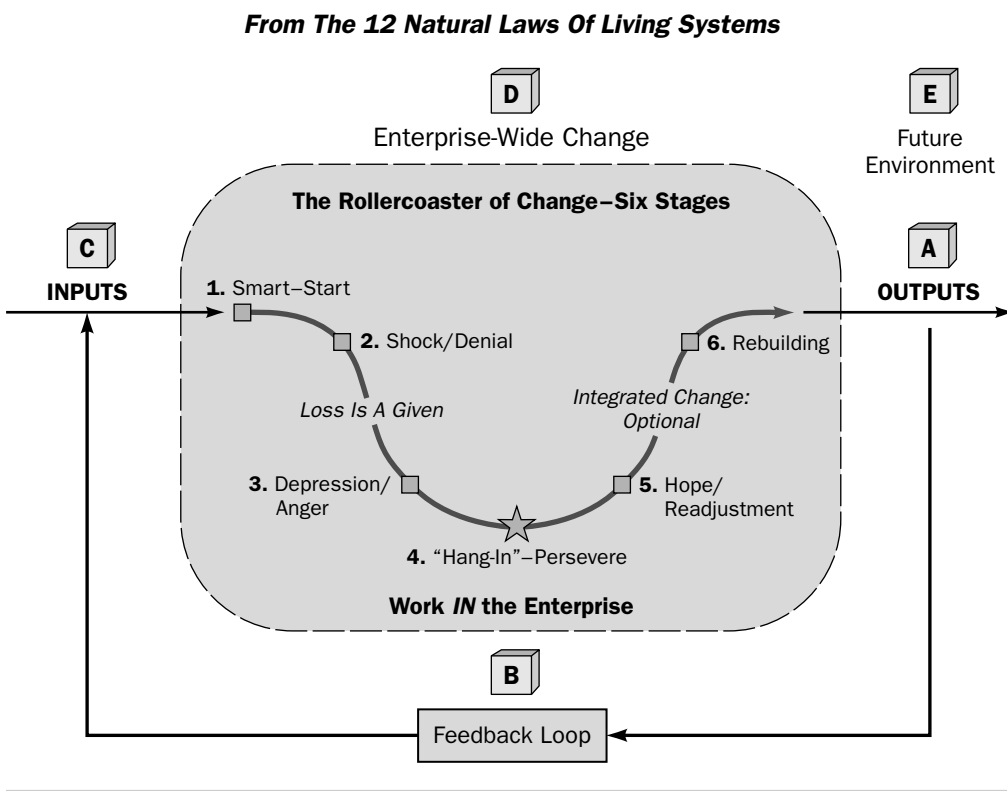 From The 12 Natural Laws Of Living Systems
D
Enterprise-Wide Change
E
Future
Environment
The Rollercoaster of Change–Six Stages
C
INPUTS
A
OUTPUTS
1. Smart–Start
2. Shock/Denial
6. Rebuilding
Loss Is A Given
Integrated Change:
Optional
3. Depression/
Anger
5. Hope/
Readjustment
4. “Hang-In”–Persevere
Work IN the Enterprise
B
Feedback Loop